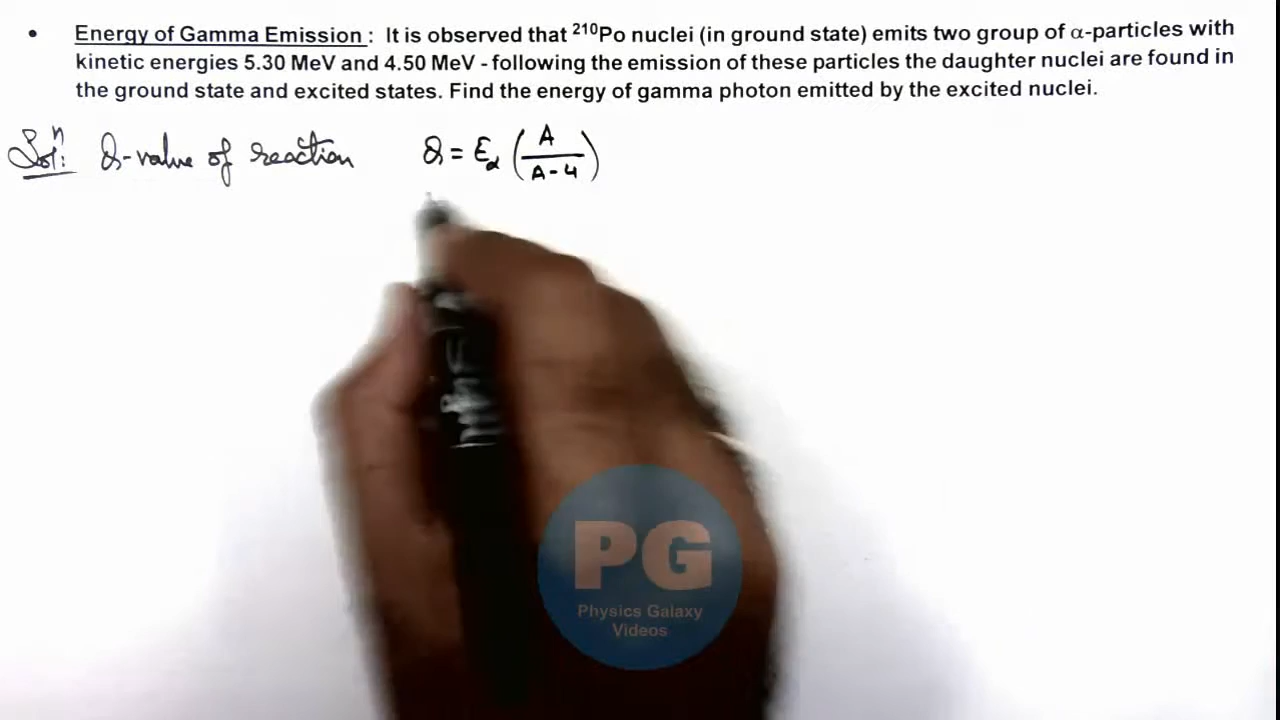 • Energy of Gamma Emission : It is observed that ²¹⁰Po nuclei (in ground state) emits two group of α-particles with
kinetic energies 5.30 MeV and 4.50 MeV - following the emission of these particles the daughter nuclei are found in
the ground state and excited states. Find the energy of gamma photon emitted by the excited nuclei.
Solⁿ: Q-value of reaction Q = Eα (A / A-4)
PG
Physics Galaxy
Videos